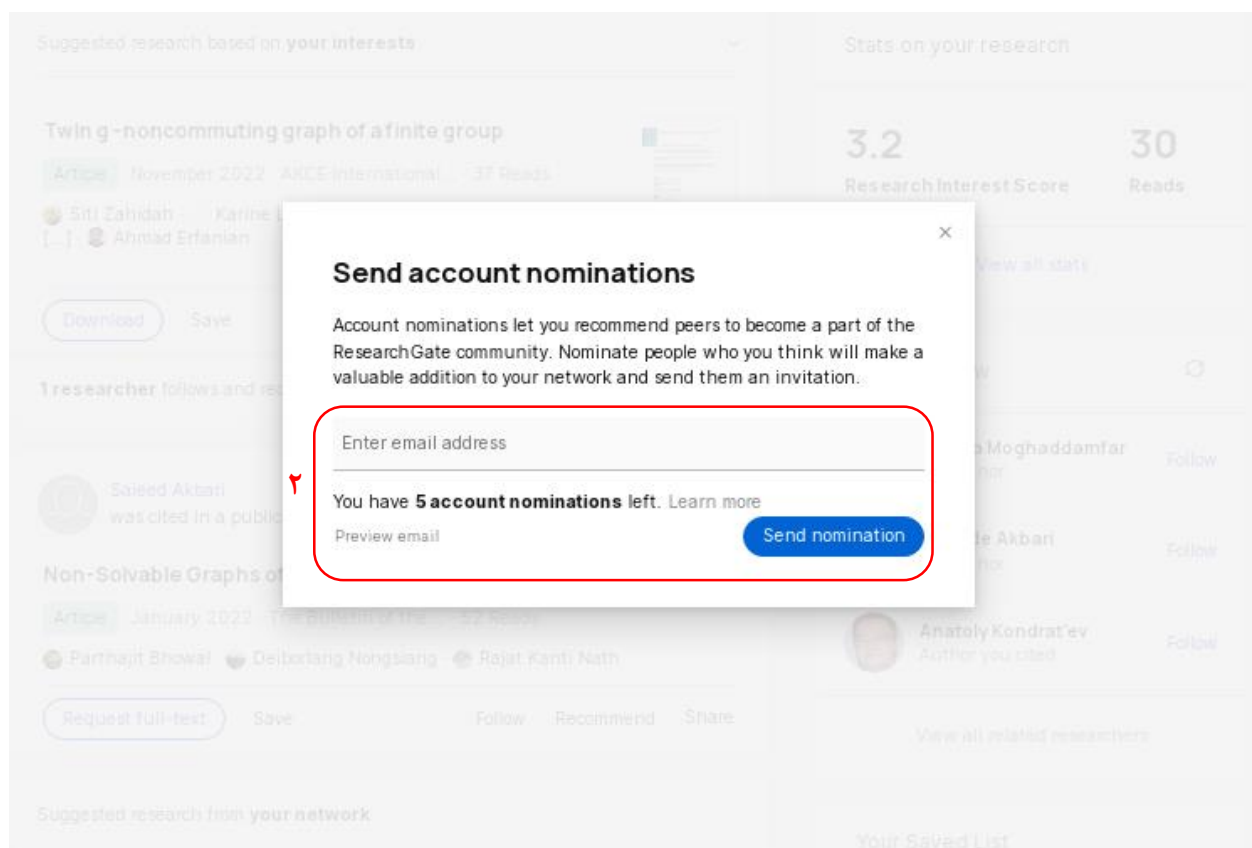 Suggested research based on your interests
Stats on your research
Twin g-noncommuting graph of a finite group
Article November 2022 AKCE International ... 37 Reads
3.2
Research Interest Score
30
Reads
Siti Zahidah Karine
[...] Ahmad Erfanian
View all stats
Download Save
×
Send account nominations
Account nominations let you recommend peers to become a part of the
ResearchGate community. Nominate people who you think will make a
valuable addition to your network and send them an invitation.
1 researcher follows and
Enter email address
۲
You have 5 account nominations left. Learn more
Preview email
Send nomination
Moghaddamfar
Follow
Saieed Akbari
was cited in a public
Akbari
Follow
Non-Solvable Graphs of
Article January 2022 The Bulletin of the ... 52 Reads
Parthajit Bhowal Deiborlang Nongsiang Rajat Kanti Nath
Anatoly Kondrat'ev
Author you cited
Follow
Request full-text Save Follow Recommend Share
View all related researchers
Suggested research from your network
Your Saved List